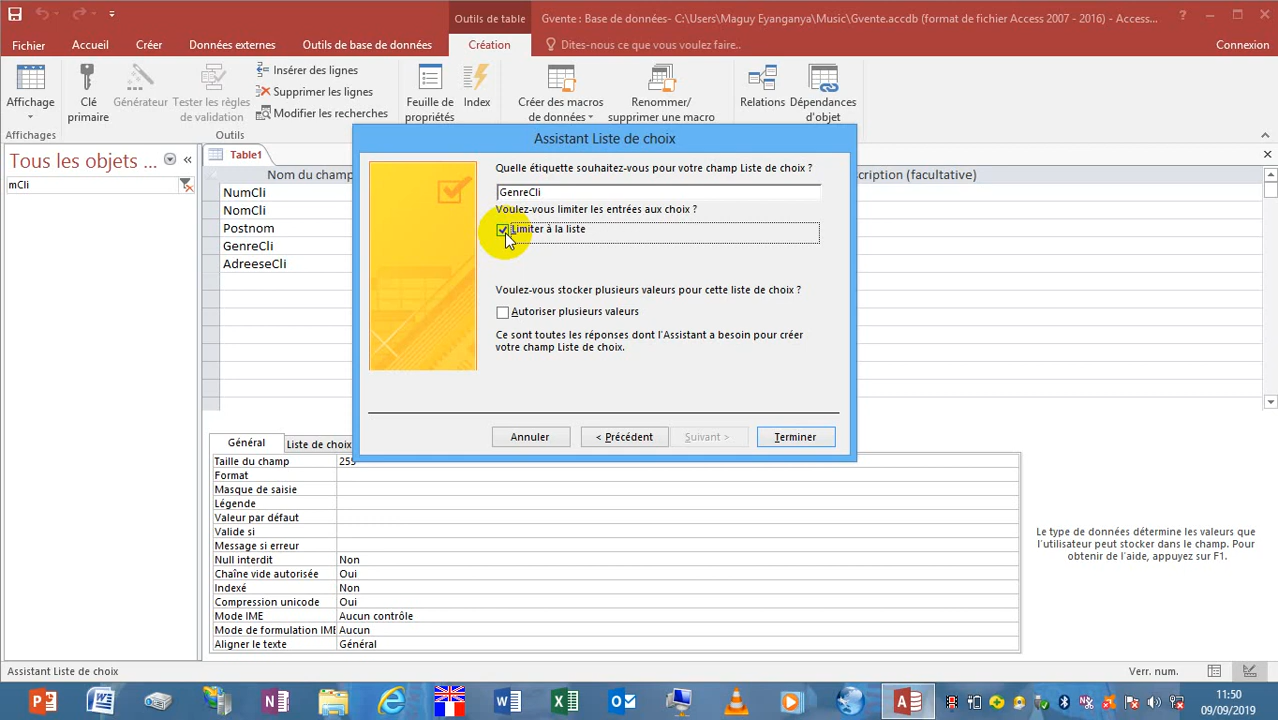 Outils de table
Gvente : Base de données- C:\Users\Maguy Eyanganya\Music\Gvente.accdb (format de fichier Access 2007 - 2016) - Access...
Fichier Accueil Créer Données externes Outils de base de données Création Dites-nous ce que vous voulez faire.. Connexion
Affichage
Clé primaire
Générateur
Tester les règles de validation
Insérer des lignes
Supprimer les lignes
Modifier les recherches
Feuille de propriétés
Index
Créer des macros de données
Renommer/ supprimer une macro
Relations
Dépendances d'objet
Affichages
Outils
Tous les objets ...
mCli
Table1
Nom du champ
scription (facultative)
NumCli
NomCli
Postnom
GenreCli
AdreeseCli
Assistant Liste de choix
Quelle étiquette souhaitez-vous pour votre champ Liste de choix ?
GenreCli
Voulez-vous limiter les entrées aux choix ?
Limiter à la liste
Voulez-vous stocker plusieurs valeurs pour cette liste de choix ?
Autoriser plusieurs valeurs
Ce sont toutes les réponses dont l'Assistant a besoin pour créer
votre champ Liste de choix.
Annuler < Précédent Suivant > Terminer
Général Liste de choix
Taille du champ 255
Format
Masque de saisie
Légende
Valeur par défaut
Valide si
Message si erreur
Null interdit Non
Chaîne vide autorisée Oui
Indexé Non
Compression unicode Oui
Mode IME Aucun contrôle
Mode de formulation IME Aucun
Aligner le texte Général
Le type de données détermine les valeurs que
l'utilisateur peut stocker dans le champ. Pour
obtenir de l'aide, appuyez sur F1.
Assistant Liste de choix
Verr. num.
11:50
09/09/2019